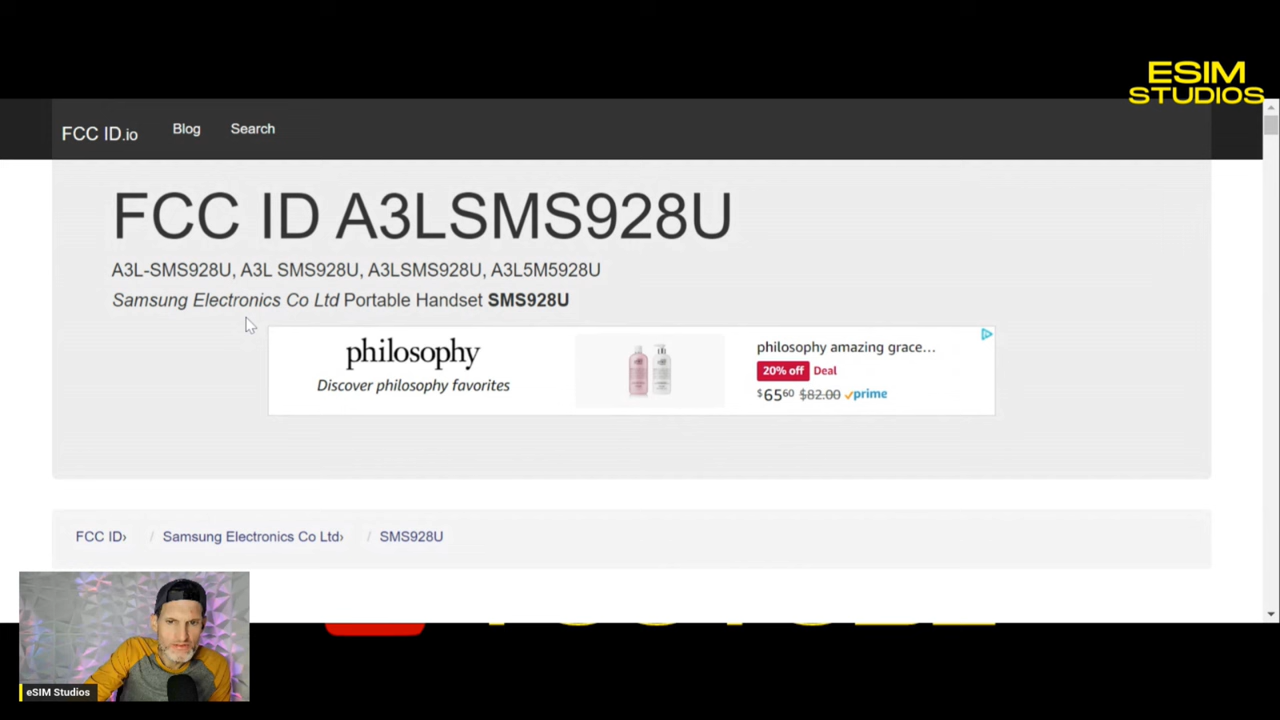 ESIM
STUDIOS
FCC ID.io
Blog
Search
FCC ID A3LSMS928U
A3L-SMS928U, A3L SMS928U, A3LSMS928U, A3L5M5928U
Samsung Electronics Co Ltd Portable Handset SMS928U
philosophy
Discover philosophy favorites
philosophy amazing grace...
20% off Deal
$6560 $82.00 prime
FCC ID›
/ Samsung Electronics Co Ltd›
/ SMS928U
eSIM Studios